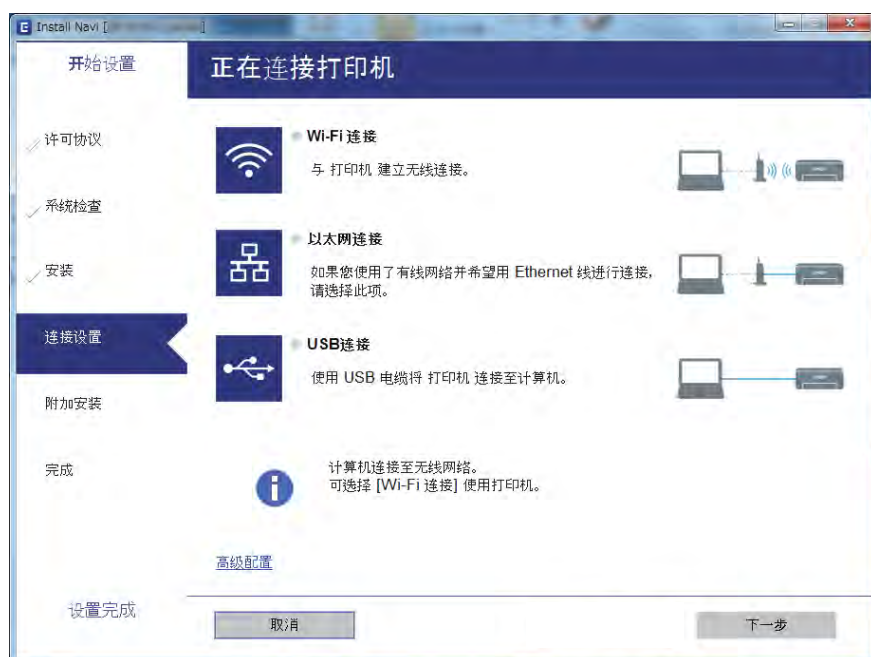 Install Navi [
开始设置
正在连接打印机
许可协议
系统检查
安装
连接设置
附加安装
完成
设置完成
Wi-Fi 连接
与 打印机 建立无线连接。
以太网连接
如果您使用了有线网络并希望用 Ethernet 线进行连接，
请选择此项。
USB连接
使用 USB 电缆将 打印机 连接至计算机。
计算机连接至无线网络。
可选择 [Wi-Fi 连接] 使用打印机。
高级配置
取消
下一步